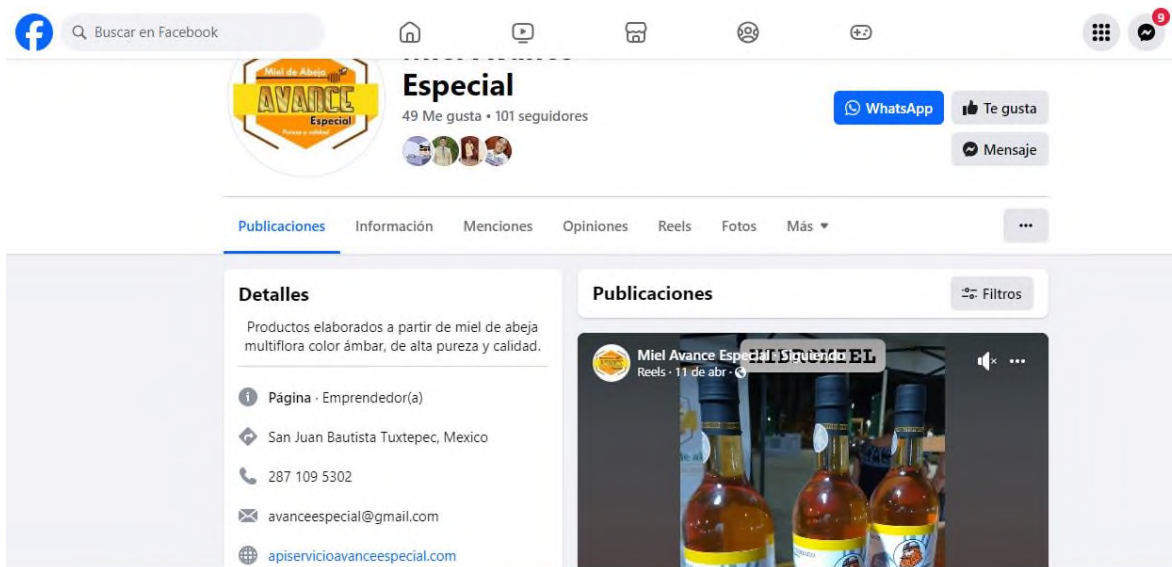 Buscar en Facebook
9
Miel de Abeja
AVANCE
Especial
Pureza y calidad
Especial
49 Me gusta • 101 seguidores
WhatsApp
Te gusta
Mensaje
Publicaciones
Información
Menciones
Opiniones
Reels
Fotos
Más
Detalles
Productos elaborados a partir de miel de abeja
multiflora color ámbar, de alta pureza y calidad.
Página · Emprendedor(a)
San Juan Bautista Tuxtepec, Mexico
287 109 5302
avanceespecial@gmail.com
apiservicioavanceespecial.com
Publicaciones
Filtros
Miel Avance Especial · Siguiendo
HIDROMIEL
Reels · 11 de abr ·